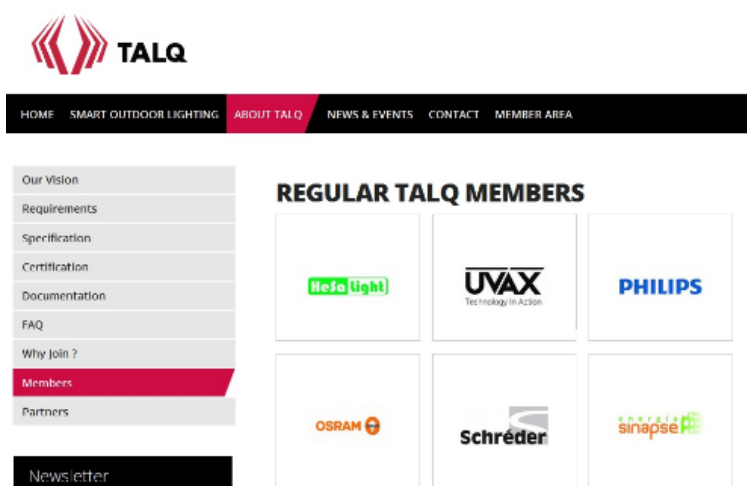 TALQ
HOME SMART OUTDOOR LIGHTING ABOUT TALQ NEWS & EVENTS CONTACT MEMBER AREA
Our Vision
Requirements
Specification
Certification
Documentation
FAQ
Why Join ?
Members
Partners
Newsletter
REGULAR TALQ MEMBERS
HeSa Light
UVAX
Technology in Action
PHILIPS
OSRAM
Schréder
energía
sinapse